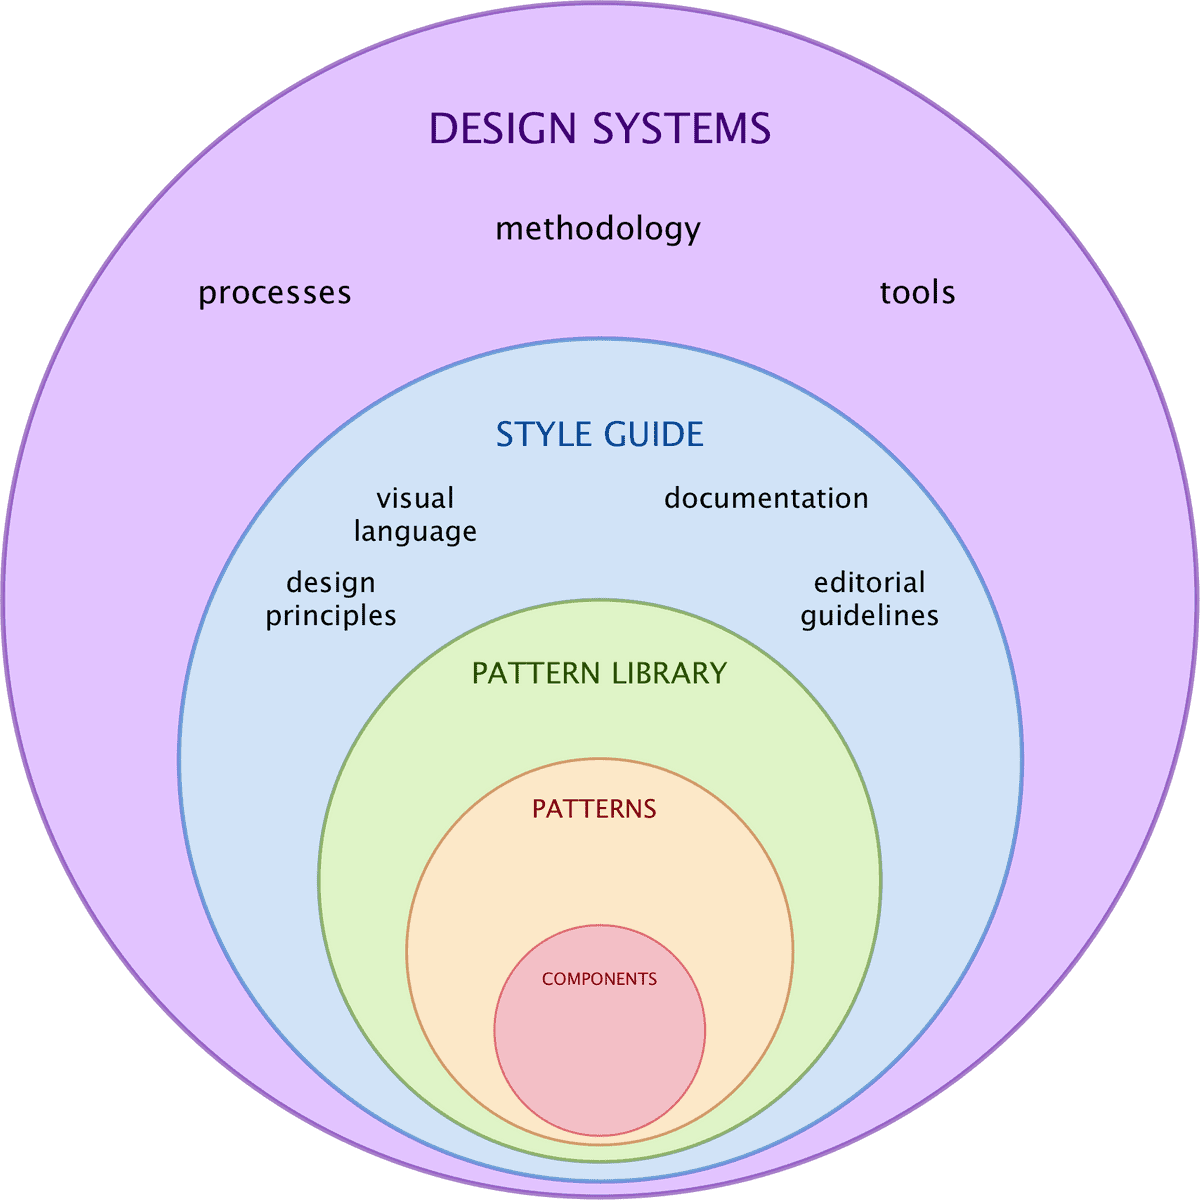 DESIGN SYSTEMS
methodology
processes
tools
STYLE GUIDE
visual
language
documentation
design
principles
editorial
guidelines
PATTERN LIBRARY
PATTERNS
COMPONENTS